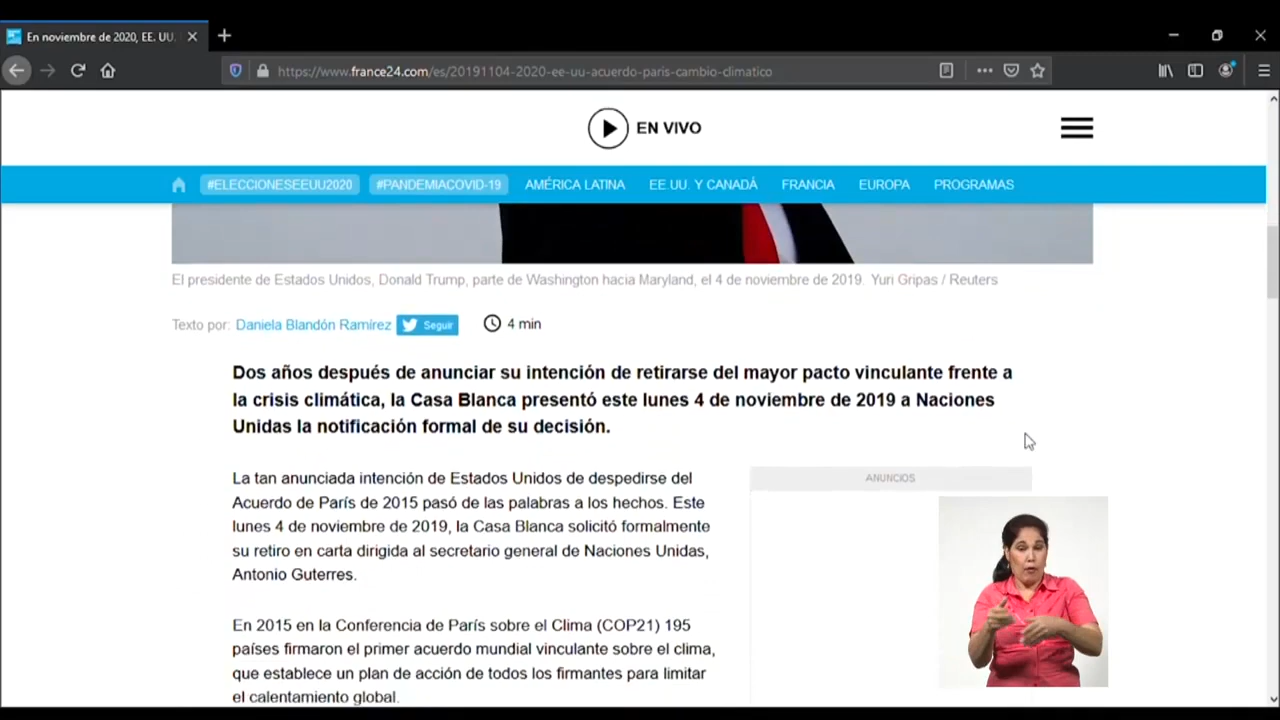 En noviembre de 2020, EE. UU.
https://www.france24.com/es/20191104-2020-ee-uu-acuerdo-paris-cambio-climatico
EN VIVO
#ELECCIONESEEUU2020 #PANDEMIACOVID-19 AMÉRICA LATINA EE UU. Y CANADÁ FRANCIA EUROPA PROGRAMAS
El presidente de Estados Unidos, Donald Trump, parte de Washington hacia Maryland, el 4 de noviembre de 2019. Yuri Gripas / Reuters
Texto por: Daniela Blandón Ramírez Seguir 4 min
Dos años después de anunciar su intención de retirarse del mayor pacto vinculante frente a
la crisis climática, la Casa Blanca presentó este lunes 4 de noviembre de 2019 a Naciones
Unidas la notificación formal de su decisión.
La tan anunciada intención de Estados Unidos de despedirse del
Acuerdo de París de 2015 pasó de las palabras a los hechos. Este
lunes 4 de noviembre de 2019, la Casa Blanca solicitó formalmente
su retiro en carta dirigida al secretario general de Naciones Unidas,
Antonio Guterres.
ANUNCIOS
En 2015 en la Conferencia de París sobre el Clima (COP21) 195
países firmaron el primer acuerdo mundial vinculante sobre el clima,
que establece un plan de acción de todos los firmantes para limitar
el calentamiento global.